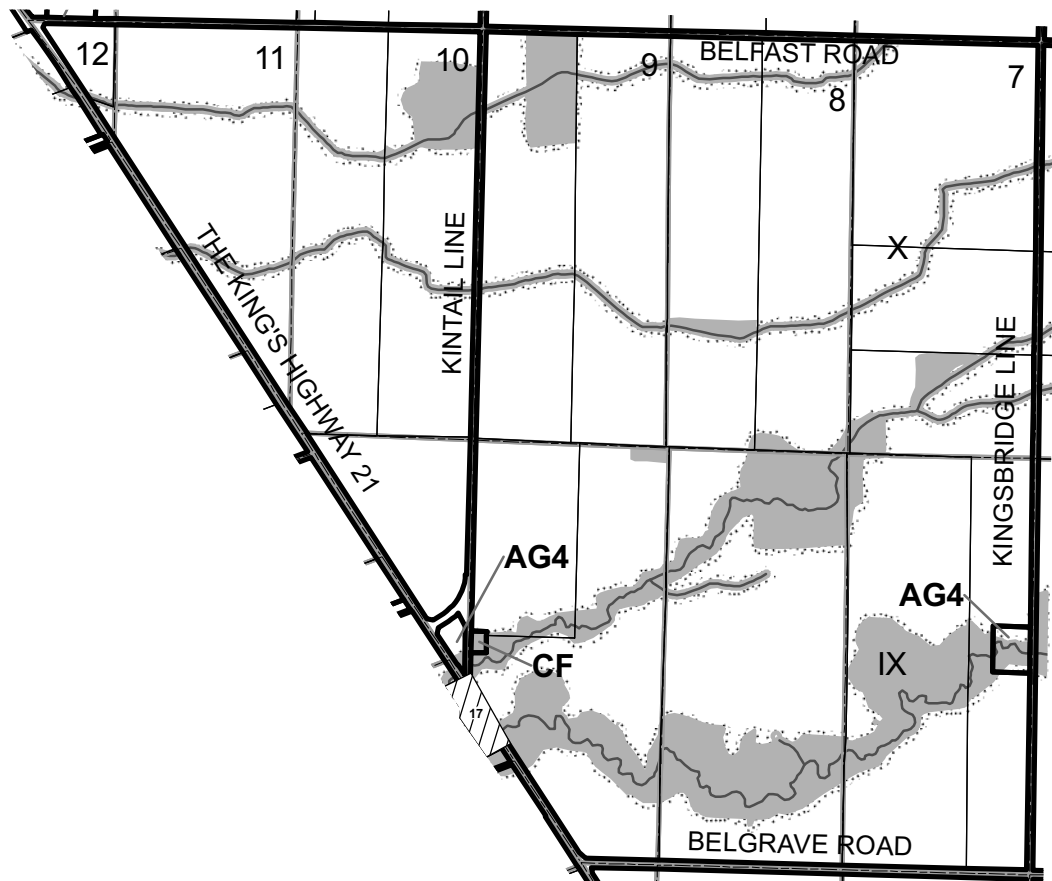 BELFAST ROAD
12
11
10
9
8
7
KINTAIL LINE
THE KING'S HIGHWAY 21
X
KINGSBRIDGE LINE
AG4
AG4
CF
IX
17
BELGRAVE ROAD